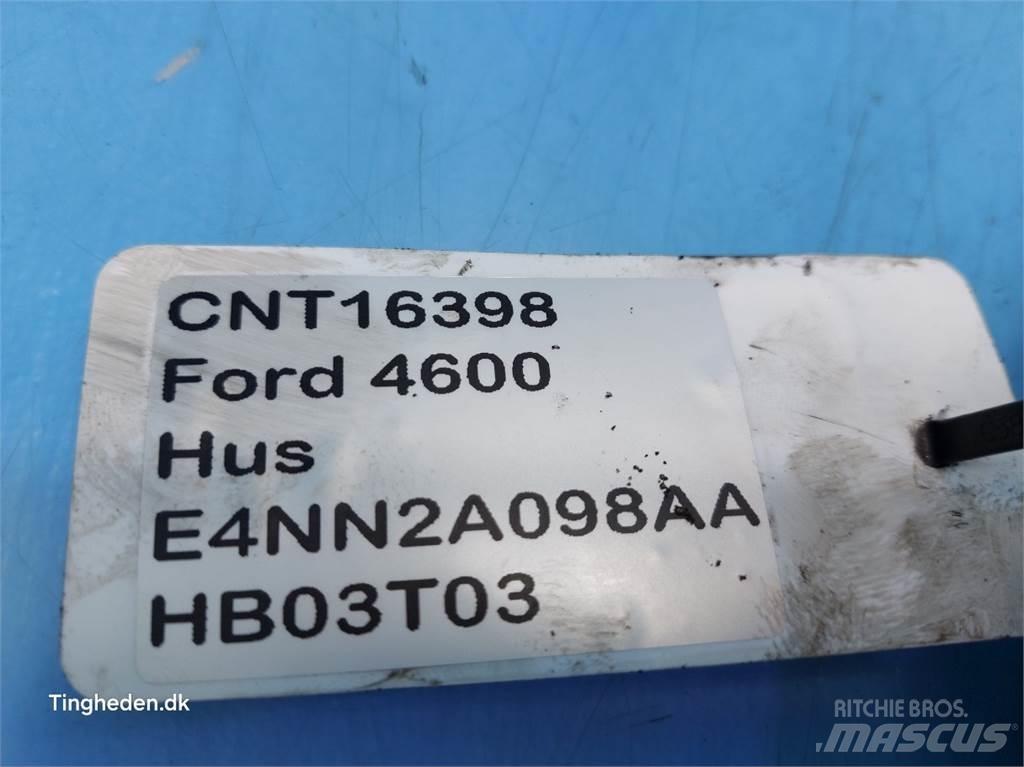 CNT16398
Ford 4600
Hus
E4NN2A098AA
HB03T03
Tingheden.dk
RITCHIE BROS.
MASCUS